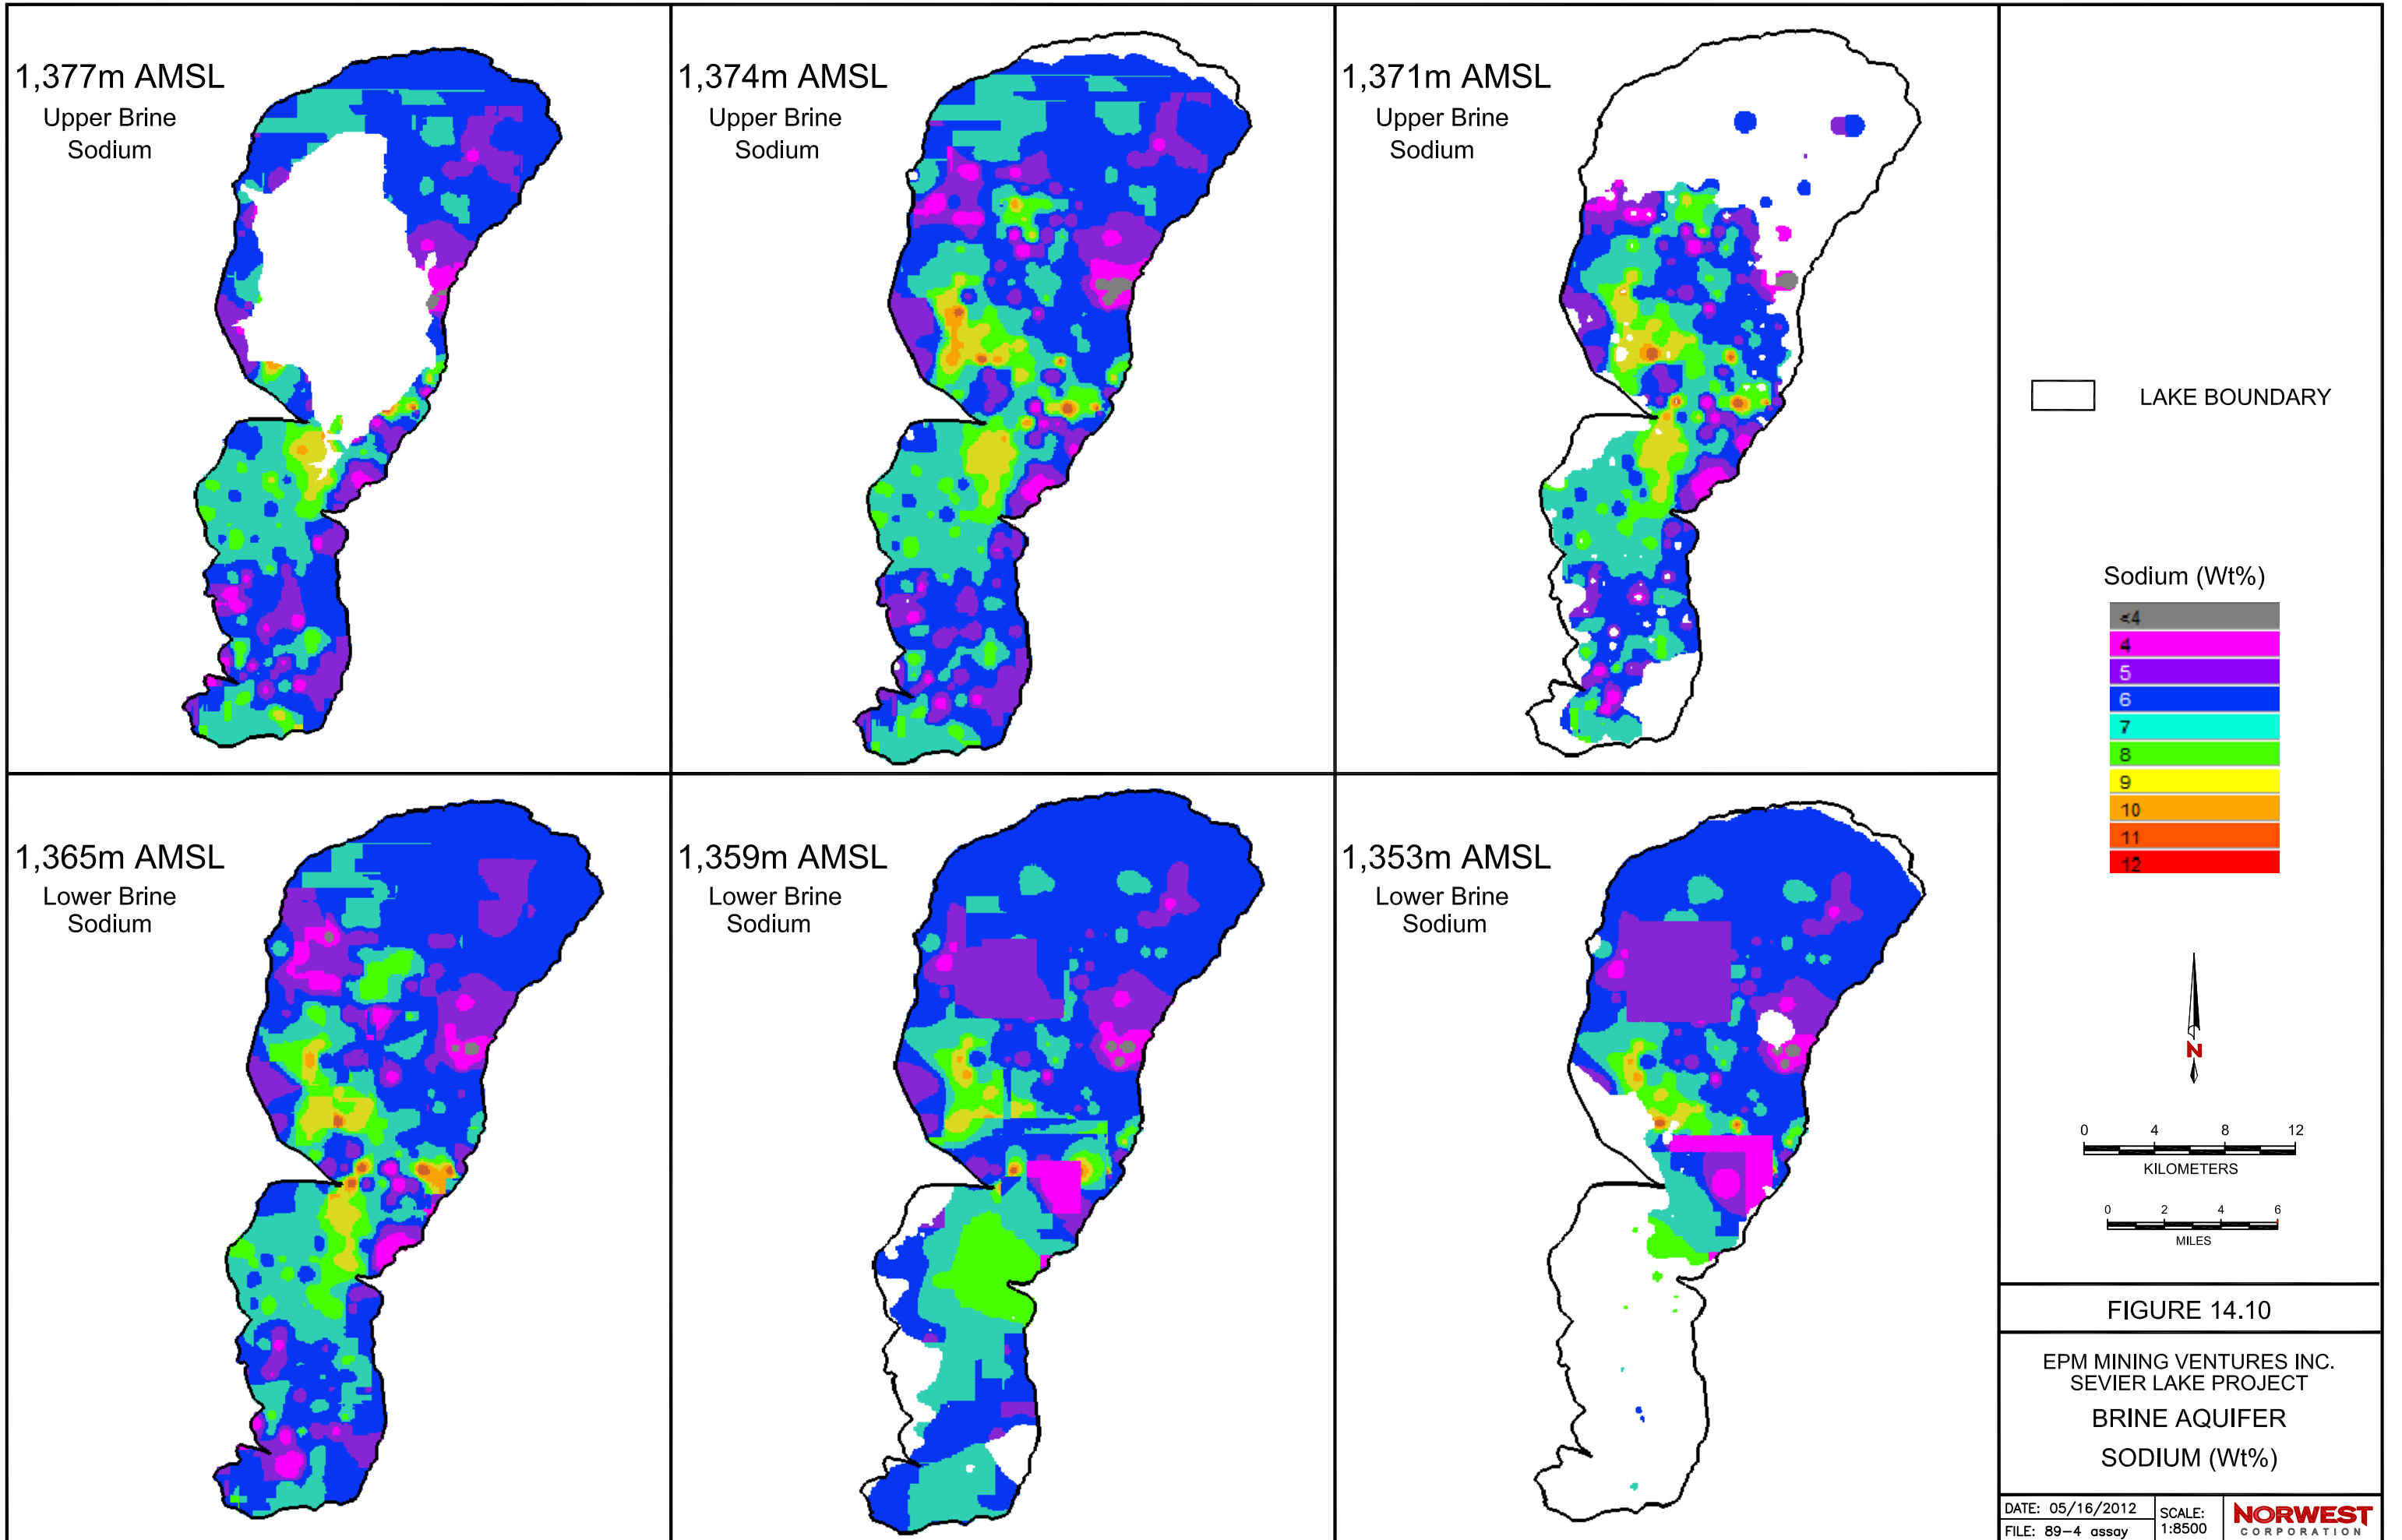 1,377m AMSL
Upper Brine
Sodium
1,374m AMSL
Upper Brine
Sodium
1,371m AMSL
Upper Brine
Sodium
1,365m AMSL
Lower Brine
Sodium
1,359m AMSL
Lower Brine
Sodium
1,353m AMSL
Lower Brine
Sodium
LAKE BOUNDARY
Sodium (Wt%)
<4
4
5
6
7
8
9
10
11
12
N
0 4 8 12
KILOMETERS
0 2 4 6
MILES
FIGURE 14.10
EPM MINING VENTURES INC.
SEVIER LAKE PROJECT
BRINE AQUIFER
SODIUM (Wt%)
DATE: 05/16/2012
FILE: 89-4 assay
SCALE:
1:8500
NORWEST
CORPORATION